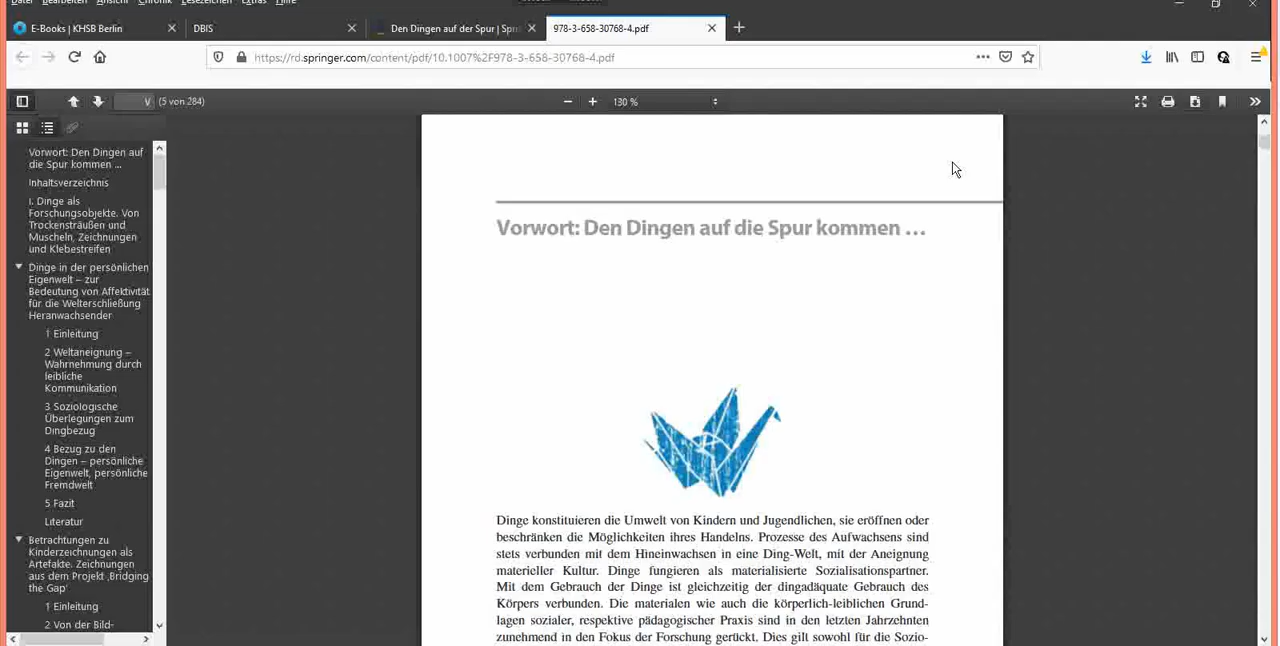 Datei Bearbeiten Ansicht Chronik Lesezeichen Extras Hilfe
E-Books | KHSB Berlin
DBIS
Den Dingen auf der Spur | Spri
978-3-658-30768-4.pdf
https://rd.springer.com/content/pdf/10.1007%2F978-3-658-30768-4.pdf
V (5 von 284)
130 %
Vorwort: Den Dingen auf
die Spur kommen ...
Inhaltsverzeichnis
I. Dinge als
Forschungsobjekte. Von
Trockensträußen und
Muscheln, Zeichnungen
und Klebestreifen
Dinge in der persönlichen
Eigenwelt – zur
Bedeutung von Affektivität
für die Welterschließung
Heranwachsender
1 Einleitung
2 Weltaneignung –
Wahrnehmung durch
leibliche
Kommunikation
3 Soziologische
Überlegungen zum
Dingbezug
4 Bezug zu den
Dingen – persönliche
Eigenwelt, persönliche
Fremdwelt
5 Fazit
Literatur
Betrachtungen zu
Kinderzeichnungen als
Artefakte. Zeichnungen
aus dem Projekt ‚Bridging
the Gap'
1 Einleitung
2 Von der Bild-
Vorwort: Den Dingen auf die Spur kommen …
Dinge konstituieren die Umwelt von Kindern und Jugendlichen, sie eröffnen oder
beschränken die Möglichkeiten ihres Handelns. Prozesse des Aufwachsens sind
stets verbunden mit dem Hineinwachsen in eine Ding-Welt, mit der Aneignung
materieller Kultur. Dinge fungieren als materialisierte Sozialisationspartner.
Mit dem Gebrauch der Dinge ist gleichzeitig der dingadäquate Gebrauch des
Körpers verbunden. Die materialen wie auch die körperlich-leiblichen Grund-
lagen sozialer, respektive pädagogischer Praxis sind in den letzten Jahrzehnten
zunehmend in den Fokus der Forschung gerückt. Dies gilt sowohl für die Sozio-